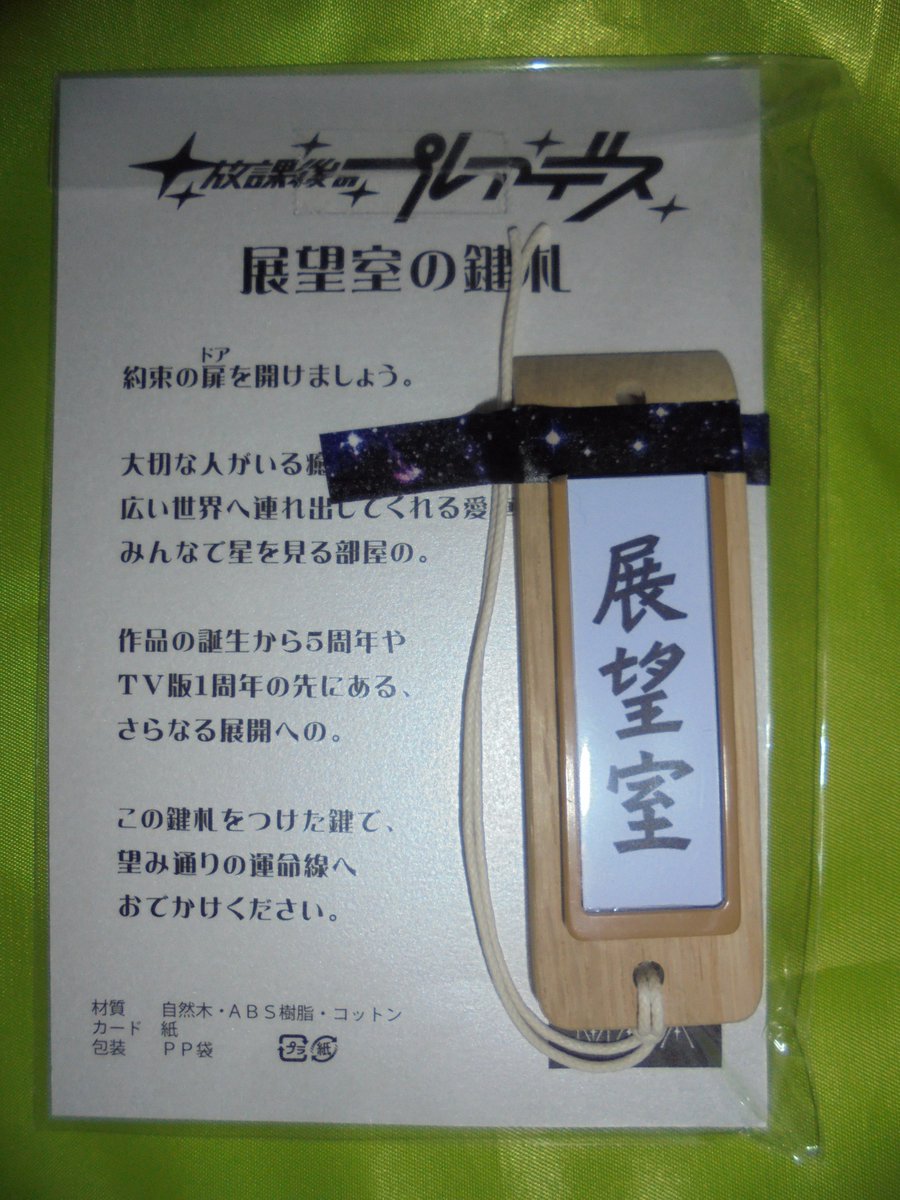 放課後のプレアデス
展望室の鍵札
ドア
約束の扉を開けましょう。
大切な人がいる
広い世界へ連れ出してくれる愛
みんなで星を見る部屋の。
作品の誕生から5周年や
TV版1周年の先にある、
さらなる展開への。
この鍵札をつけた鍵で、
望み通りの運命線へ
おでかけください。
展望室
材質 自然木・ABS樹脂・コットン
カード 紙
包装 PP袋
プラ 紙